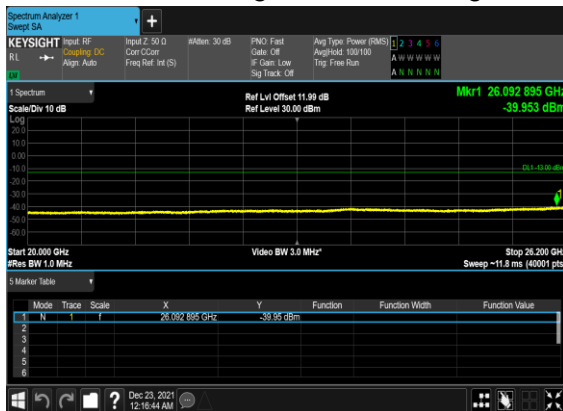 Spectrum Analyzer 1
Swept SA
KEYSIGHT
RL
Input: RF
Coupling: DC
Align: Auto
Input Z: 50 Ω
Corr CCorr
Freq Ref: Int (S)
#Atten: 30 dB
PNO: Fast
Gate: Off
IF Gain: Low
Sig Track: Off
Avg Type: Power (RMS)
Avg|Hold: 100/100
Trig: Free Run
1 2 3 4 5 6
A W W W W W
A N N N N N
1 Spectrum
Scale/Div 10 dB
Ref Lvl Offset 11.99 dB
Ref Level 30.00 dBm
Mkr1 26.092 895 GHz
-39.953 dBm
Log
20.0
10.0
0.00
-10.0
DL1 -13.00 dBm
-20.0
-30.0
1
-40.0
-50.0
-60.0
Start 20.000 GHz
#Res BW 1.0 MHz
Video BW 3.0 MHz*
Stop 26.200 GHz
Sweep ~11.8 ms (40001 pts)
5 Marker Table
Mode Trace Scale X Y Function Function Width Function Value
1 N 1 f 26.092 895 GHz -39.95 dBm
2
3
4
5
6
?
Dec 23, 2021
12:16:44 AM